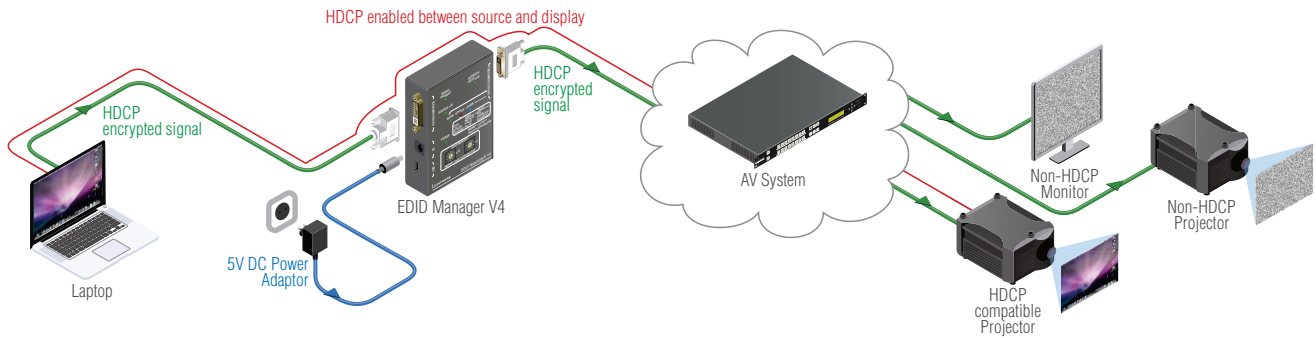 HDCP enabled between source and display
HDCP
encrypted signal
HDCP
encrypted
signal
EDID Manager V4
5V DC Power
Adaptor
Laptop
AV System
Non-HDCP
Monitor
Non-HDCP
Projector
HDCP
compatible
Projector